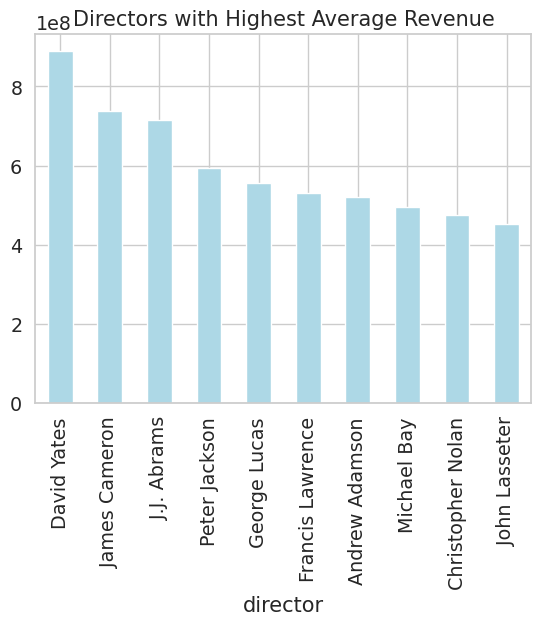 Directors with Highest Average Revenue
1e8
8
6
4
2
0
David Yates
James Cameron
J.J. Abrams
Peter Jackson
George Lucas
Francis Lawrence
Andrew Adamson
Michael Bay
Christopher Nolan
John Lasseter
director